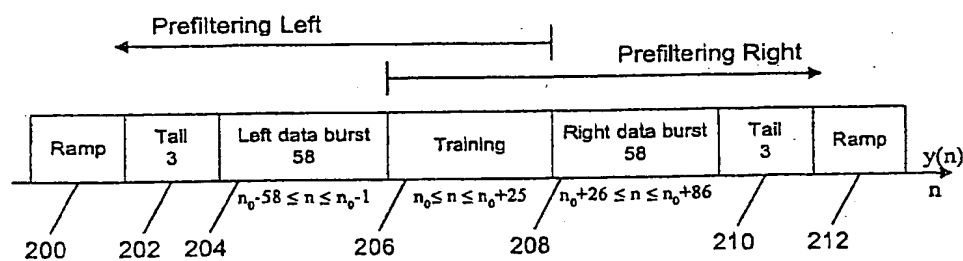 Prefiltering Left
Prefiltering Right
Ramp
Tail
3
Left data burst
58
Training
Right data burst
58
Tail
3
Ramp
y(n)
n
n₀-58 ≤ n ≤ n₀-1
n₀ ≤ n ≤ n₀+25
n₀+26 ≤ n ≤ n₀+86
200
202
204
206
208
210
212